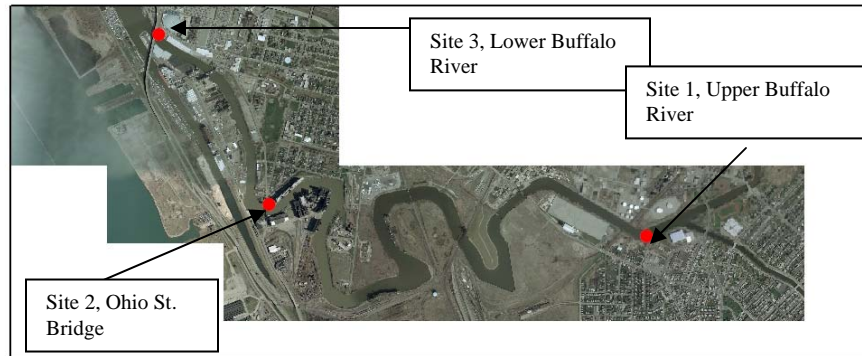 Site 3, Lower Buffalo
River
Site 1, Upper Buffalo
River
Site 2, Ohio St.
Bridge